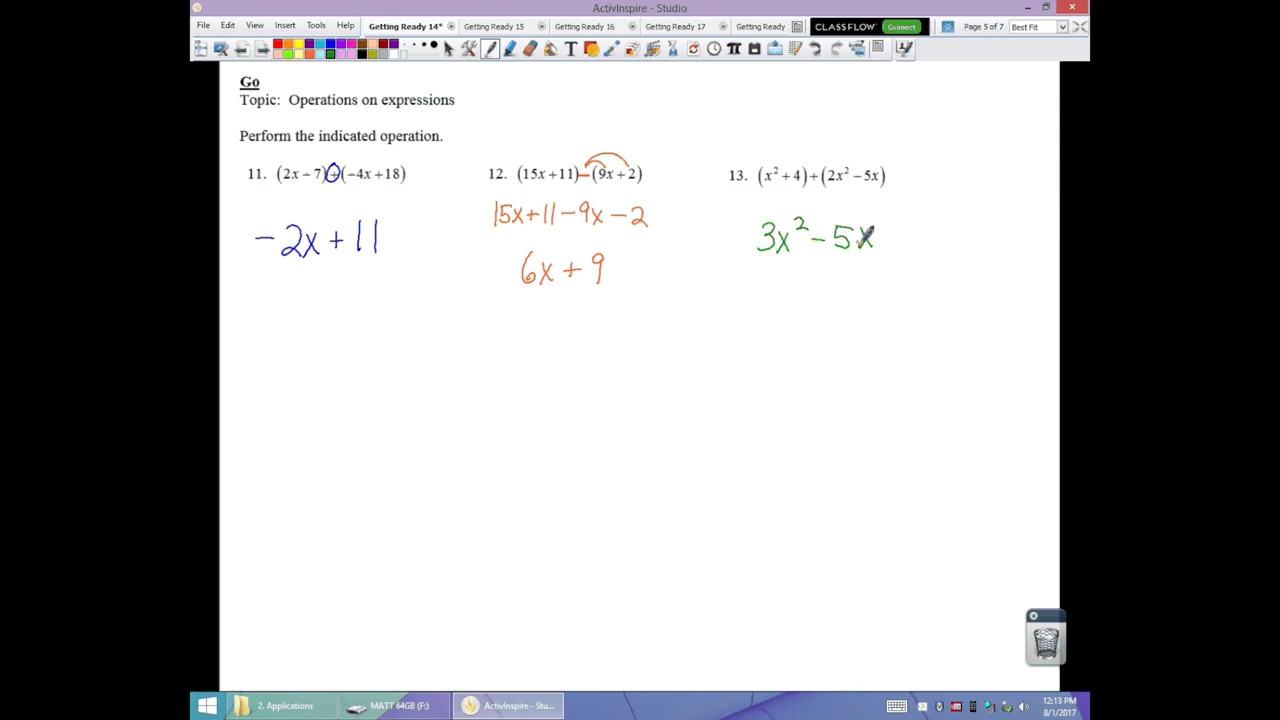 ActivInspire - Studio
File Edit View Insert Tools Help Getting Ready 14* Getting Ready 15 Getting Ready 16 Getting Ready 17 Getting Ready CLASSFLOW Connect Page 5 of 7 Best Fit
Go
Topic: Operations on expressions
Perform the indicated operation.
11. (2x − 7) + (−4x + 18) 12. (15x + 11) − (9x + 2) 13. (x² + 4) + (2x² − 5x)
15x + 11 − 9x − 2
− 2x + 11 3x² − 5x
6x + 9
2. Applications MATT 64GB (F:) ActivInspire - Stu... 12:13 PM
8/1/2017